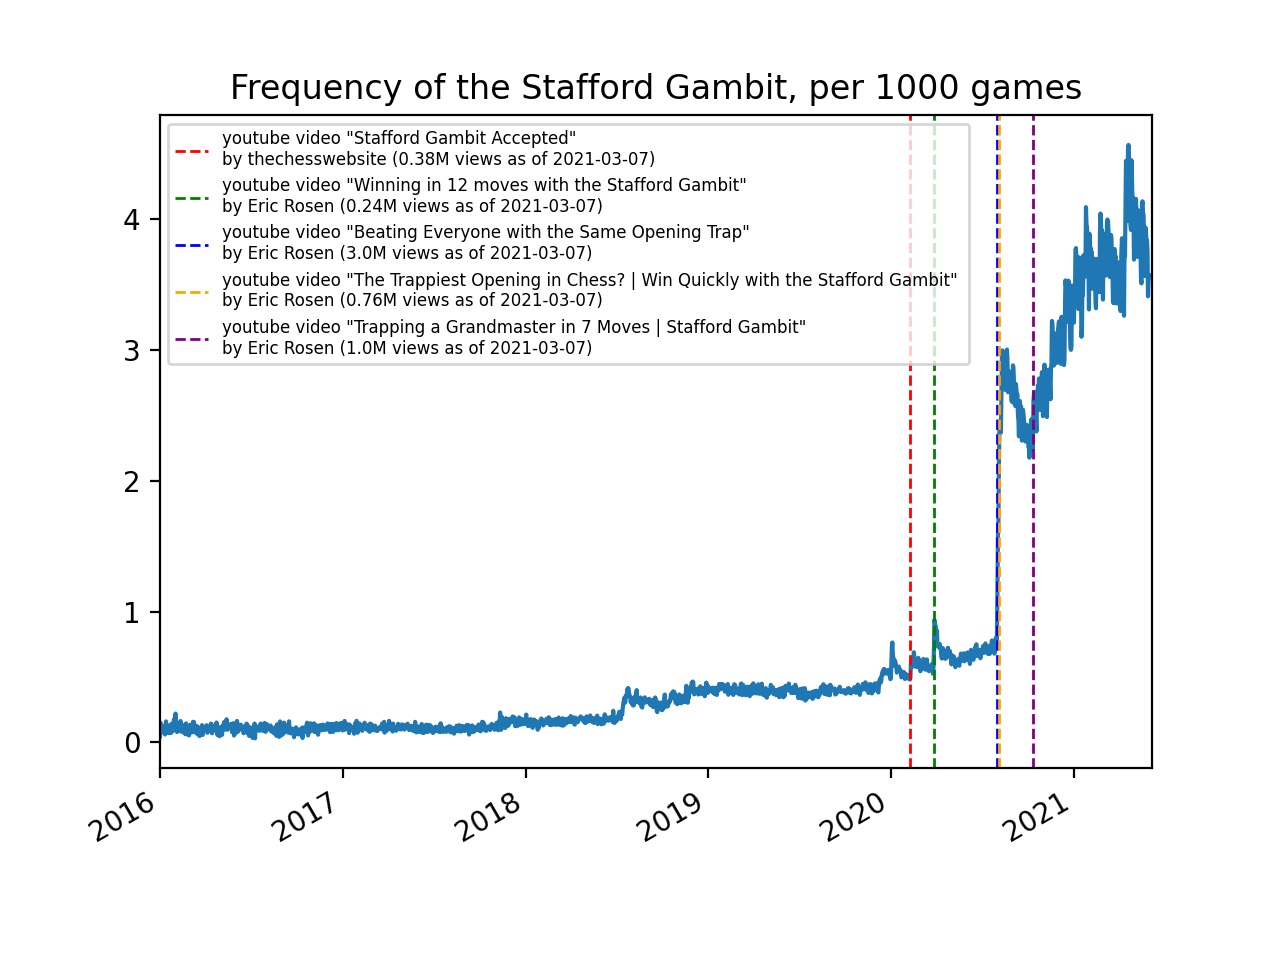 Frequency of the Stafford Gambit, per 1000 games
youtube video "Stafford Gambit Accepted"
by thechesswebsite (0.38M views as of 2021-03-07)
youtube video "Winning in 12 moves with the Stafford Gambit"
by Eric Rosen (0.24M views as of 2021-03-07)
youtube video "Beating Everyone with the Same Opening Trap"
by Eric Rosen (3.0M views as of 2021-03-07)
youtube video "The Trappiest Opening in Chess? | Win Quickly with the Stafford Gambit"
by Eric Rosen (0.76M views as of 2021-03-07)
youtube video "Trapping a Grandmaster in 7 Moves | Stafford Gambit"
by Eric Rosen (1.0M views as of 2021-03-07)
4
3
2
1
0
2016
2017
2018
2019
2020
2021